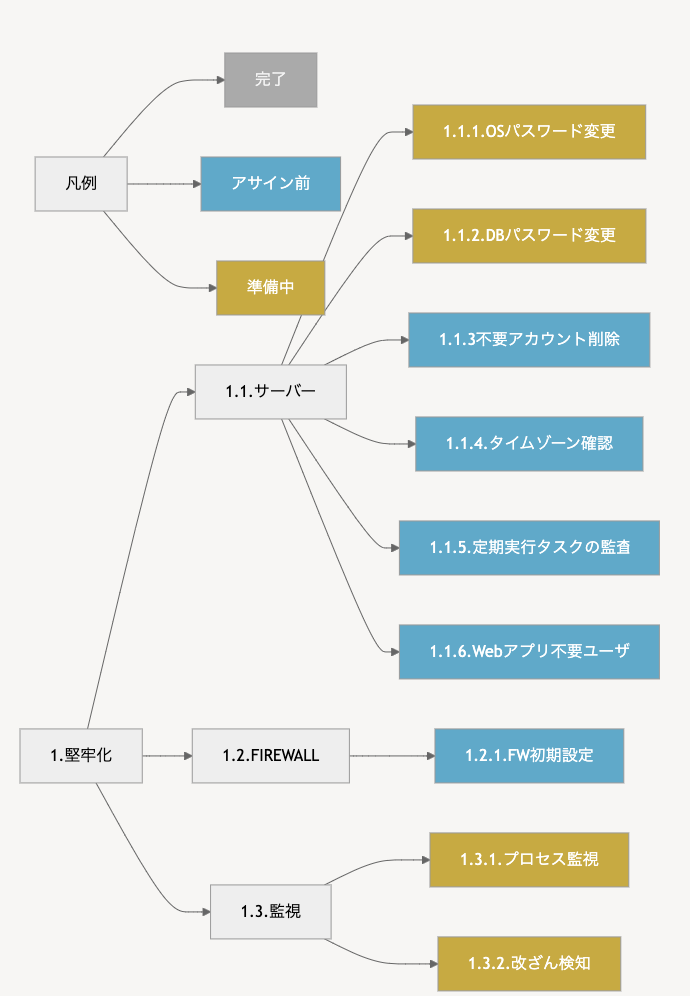 凡例
完了
アサイン前
準備中
1.堅牢化
1.1.サーバー
1.1.1.OSパスワード変更
1.1.2.DBパスワード変更
1.1.3不要アカウント削除
1.1.4.タイムゾーン確認
1.1.5.定期実行タスクの監査
1.1.6.Webアプリ不要ユーザ
1.2.FIREWALL
1.2.1.FW初期設定
1.3.監視
1.3.1.プロセス監視
1.3.2.改ざん検知